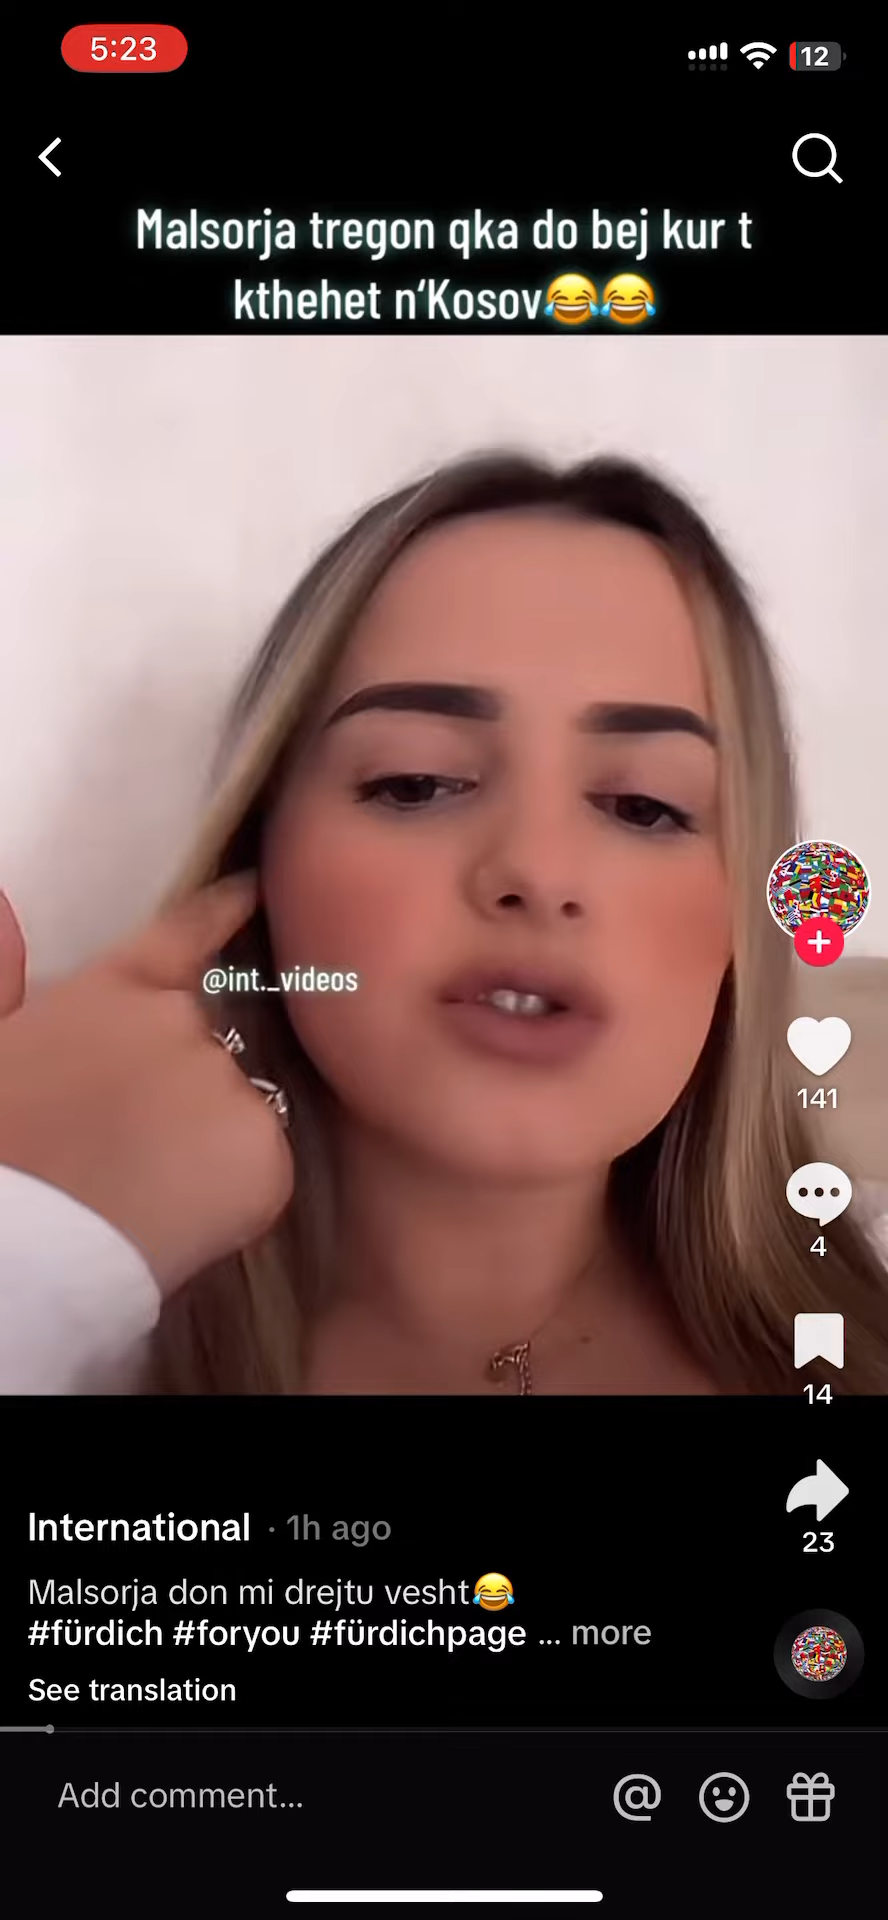 5:23
12
Malsorja tregon qka do bej kur t
kthehet n‘Kosov😂😂
@int._videos
141
4
14
23
International · 1h ago
Malsorja don mi drejtu vesht😂
#fürdich #foryou #fürdichpage ... more
See translation
Add comment...